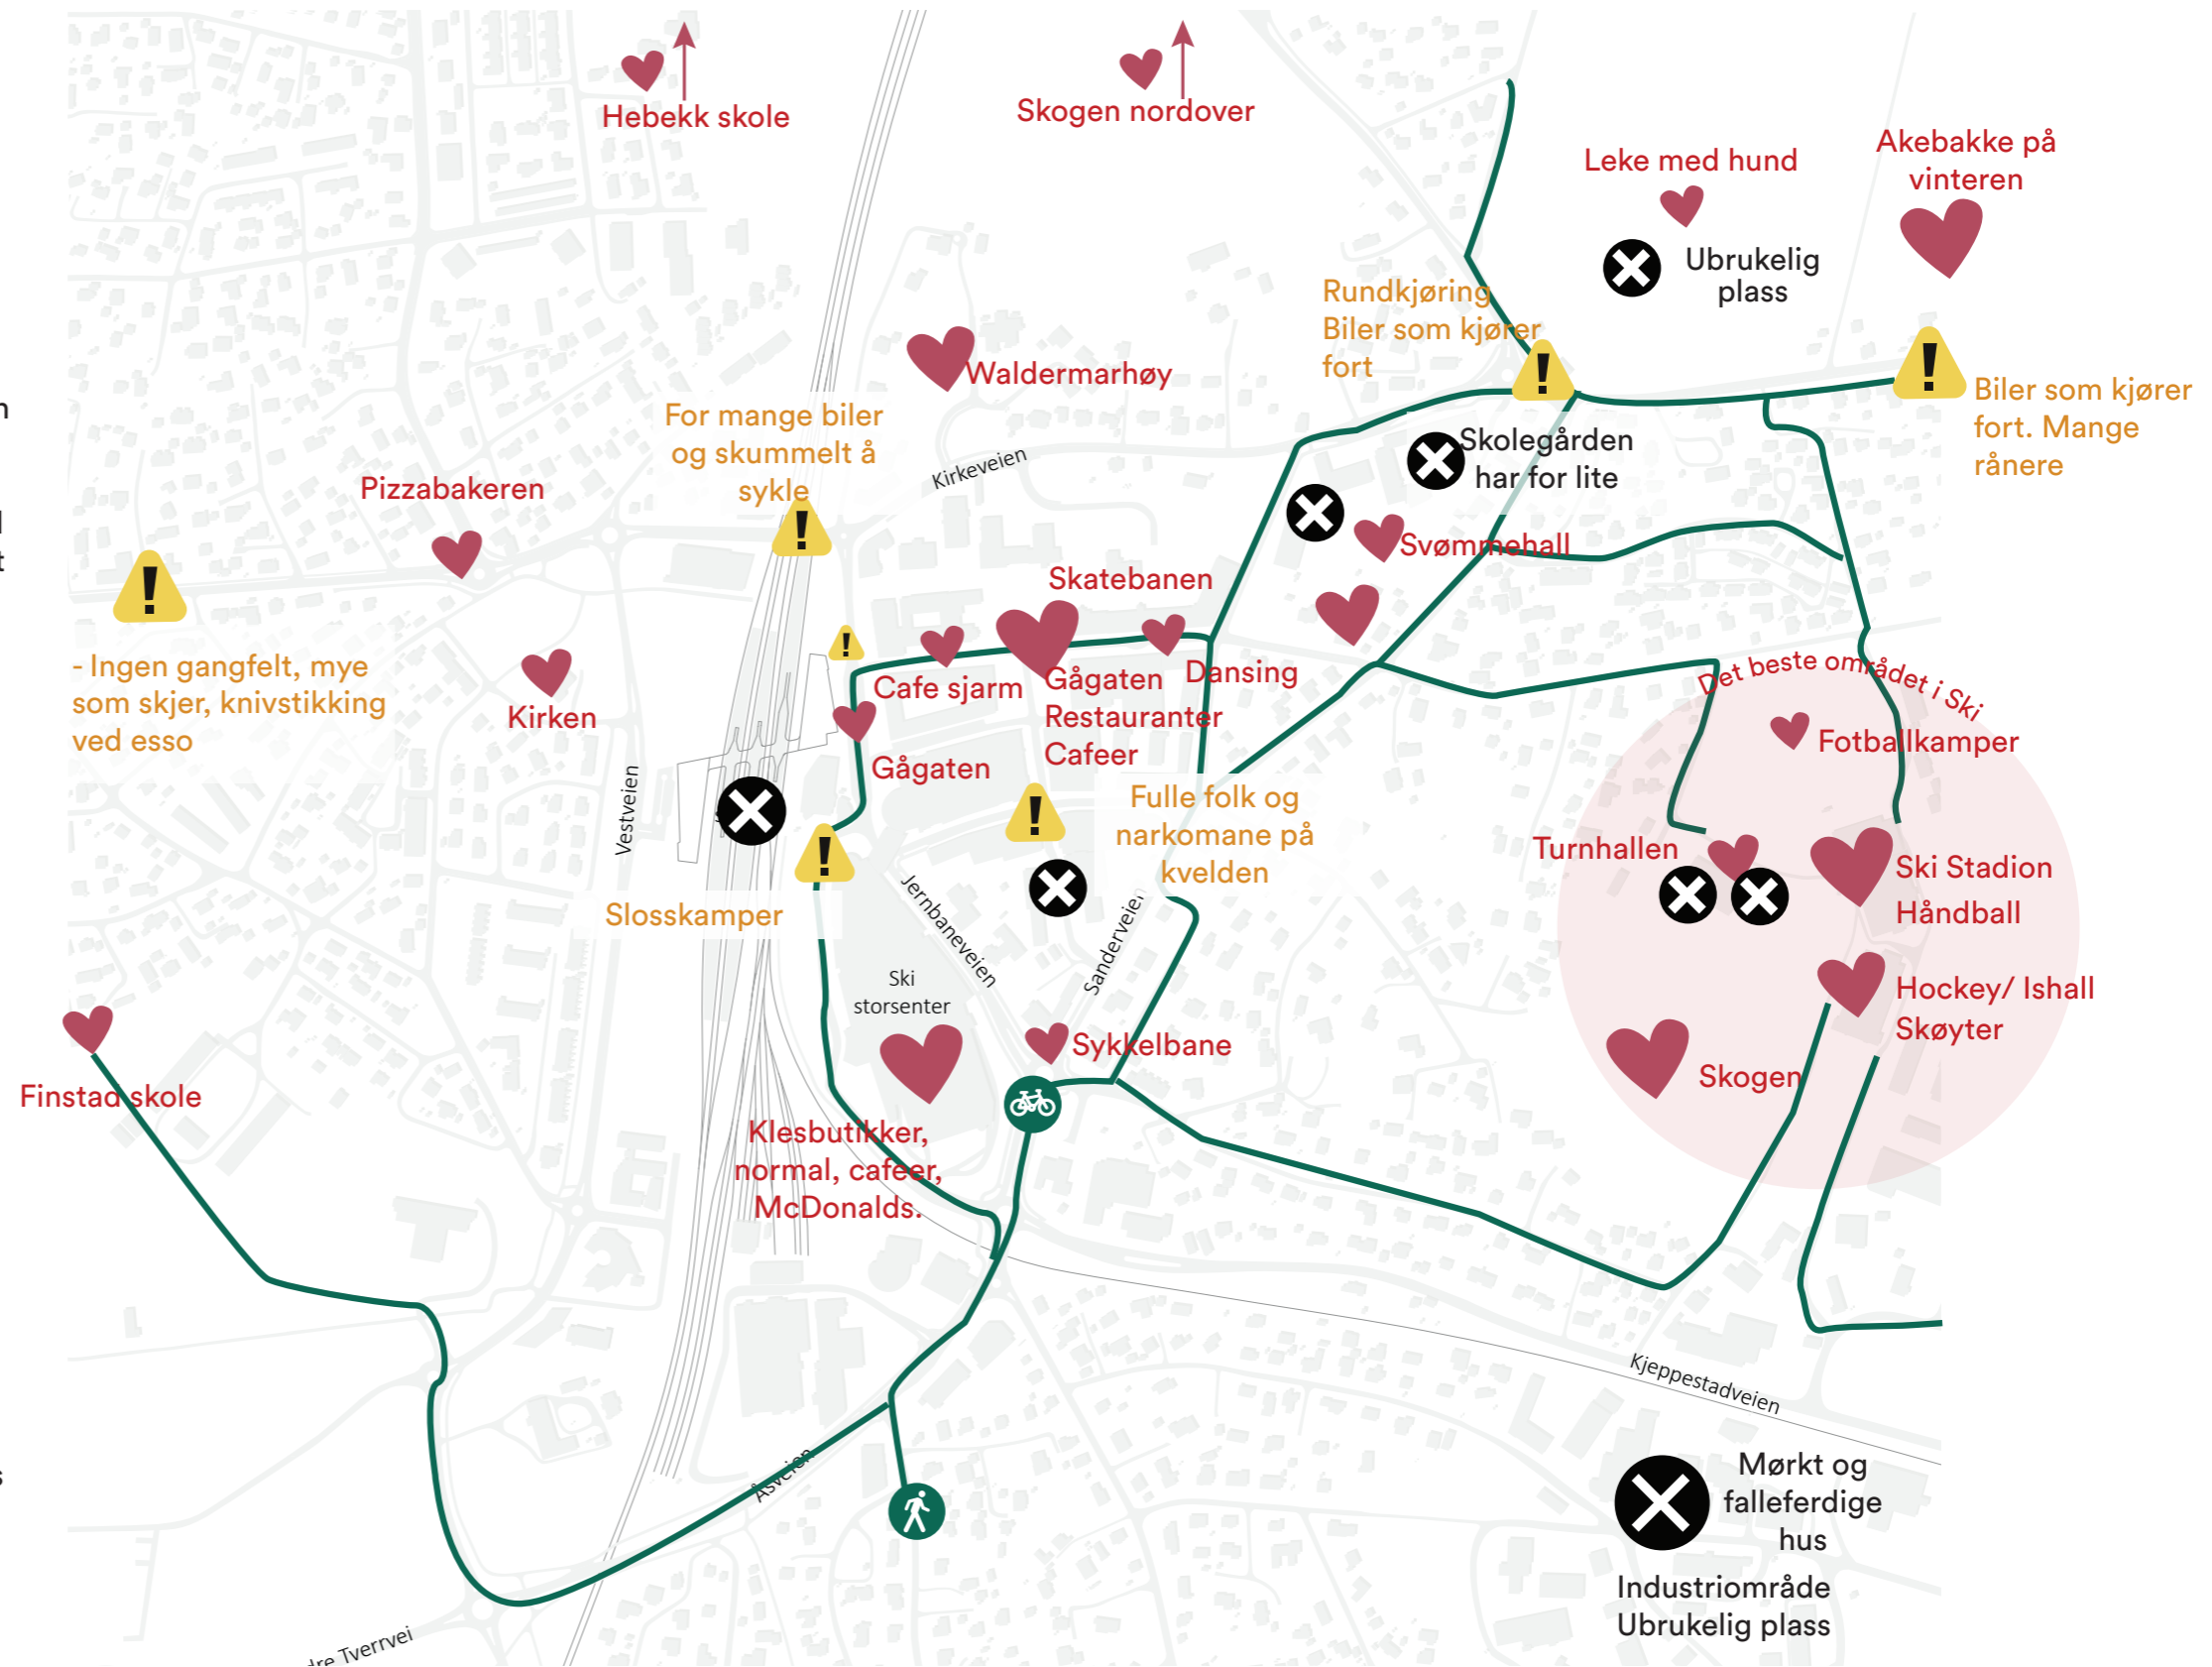 Hebekk skole
Skogen nordover
Leke med hund
Akebakke på
vinteren
Ubrukelig
plass
Rundkjøring
Biler som kjører
fort
Waldermarhøy
Biler som kjører
fort. Mange
rånere
For mange biler
og skummelt å
sykle
Kirkeveien
Skolegården
har for lite
Pizzabakeren
Svømmehall
Skatebanen
- Ingen gangfelt, mye
som skjer, knivstikking
ved esso
Kirken
Cafe sjarm
Gågaten
Restauranter
Cafeer
Dansing
Det beste området i Ski
Fotballkamper
Gågaten
Vestveien
Fulle folk og
narkomane på
kvelden
Turnhallen
Ski Stadion
Håndball
Slosskamper
Jernbaneveien
Sanderveien
Ski
storsenter
Hockey/ Ishall
Skøyter
Sykkelbane
Skogen
Finstad skole
Klesbutikker,
normal, cafeer,
McDonalds.
Kjeppestadveien
Åsveien
Mørkt og
falleferdige
hus
Industriområde
Ubrukelig plass